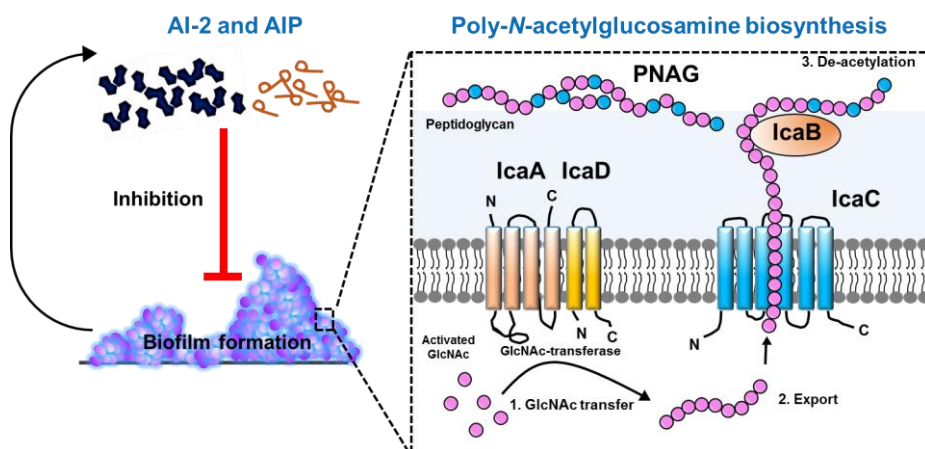 AI-2 and AIP
Inhibition
Biofilm formation
Poly-N-acetylglucosamine biosynthesis
3. De-acetylation
PNAG
Peptidoglycan
IcaB
IcaA
IcaD
IcaC
N
C
N
C
N
C
Activated
GlcNAc
GlcNAc-transferase
1. GlcNAc transfer
2. Export